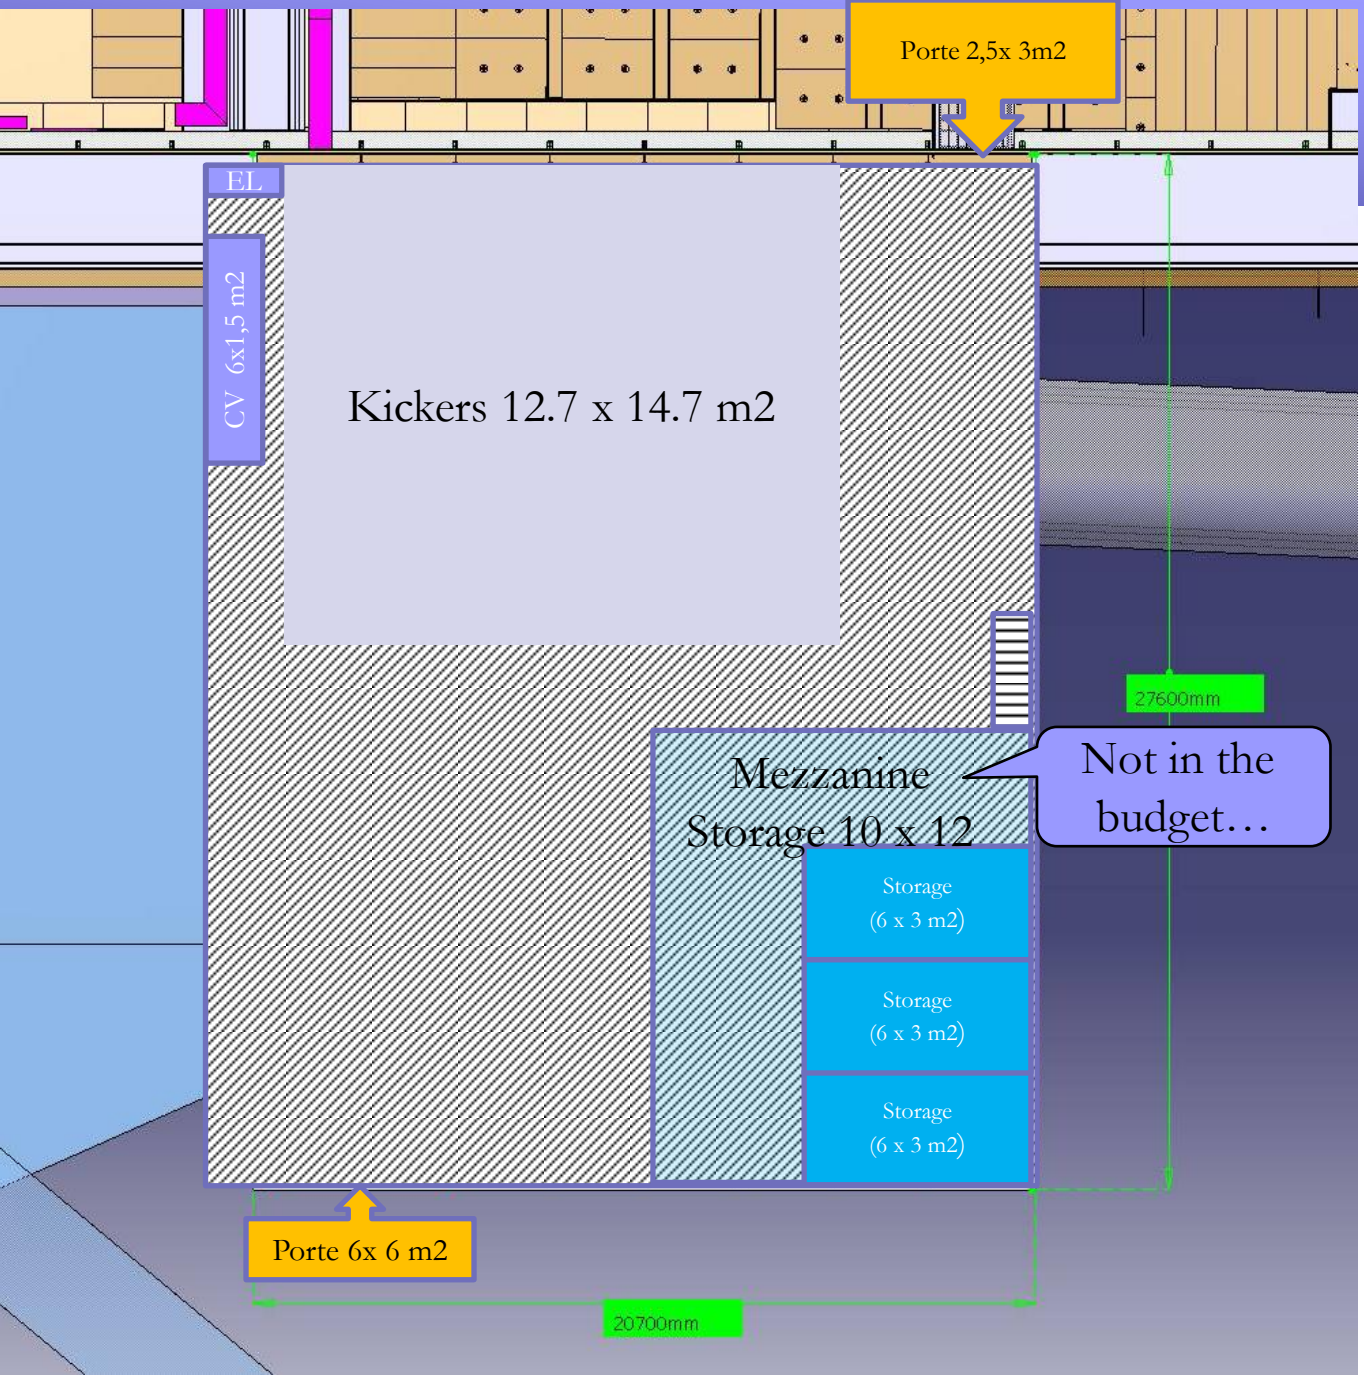 Porte 2,5x 3m2
EL
CV 6x1,5 m2
Kickers 12.7 x 14.7 m2
27600mm
Not in the
budget…
Mezzanine
Storage 10 x 12
Storage
(6 x 3 m2)
Storage
(6 x 3 m2)
Storage
(6 x 3 m2)
Porte 6x 6 m2
20700mm